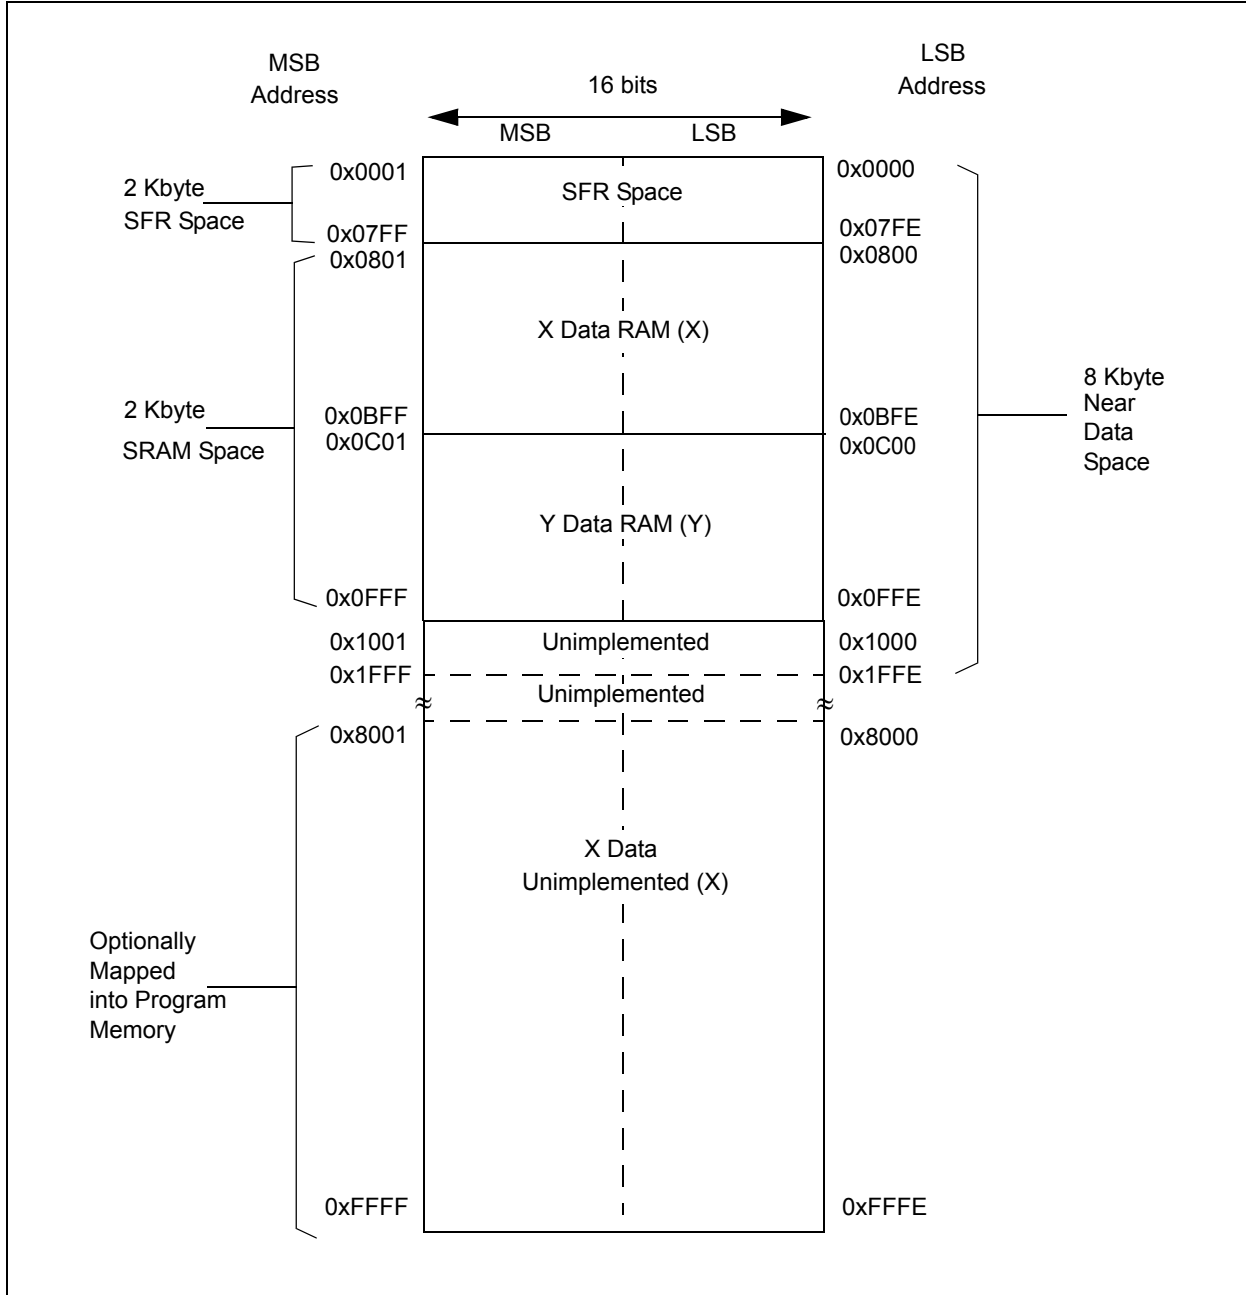 MSB
Address
LSB
Address
16 bits
MSB
LSB
0x0001
0x0000
2 Kbyte
SFR Space
SFR Space
0x07FF
0x07FE
0x0801
0x0800
X Data RAM (X)
2 Kbyte
SRAM Space
0x0BFF
0x0BFE
0x0C01
0x0C00
8 Kbyte
Near
Data
Space
Y Data RAM (Y)
0x0FFF
0x0FFE
0x1001
Unimplemented
0x1000
0x1FFF
0x1FFE
Unimplemented
≈
≈
0x8001
0x8000
X Data
Unimplemented (X)
Optionally
Mapped
into Program
Memory
0xFFFF
0xFFFE